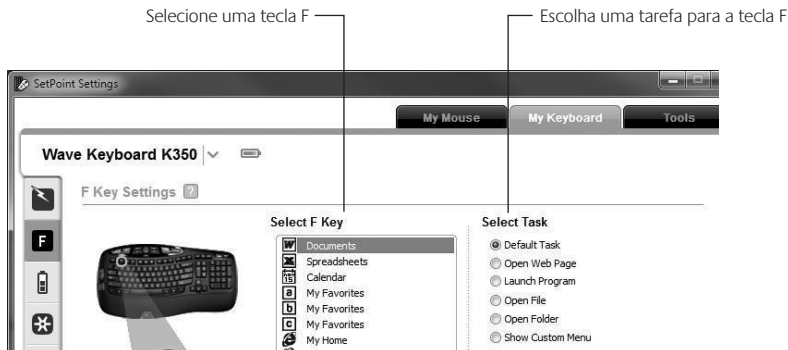 Selecione uma tecla F
Escolha uma tarefa para a tecla F
SetPoint Settings
My Mouse
My Keyboard
Tools
Wave Keyboard K350
F Key Settings ?
Select F Key
Documents
Spreadsheets
Calendar
a My Favorites
b My Favorites
c My Favorites
My Home
Select Task
Default Task
Open Web Page
Launch Program
Open File
Open Folder
Show Custom Menu
F